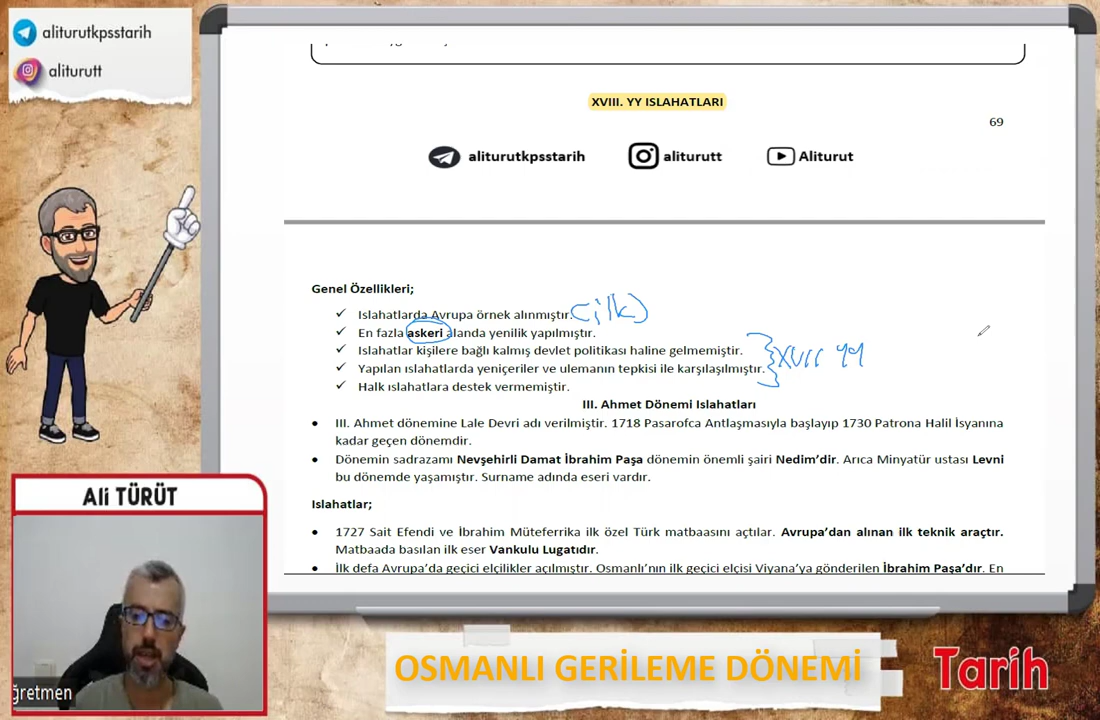 aliturutkpsstarih
aliturutt
XVIII. YY ISLAHATLARI
69
aliturutkpsstarih aliturutt Aliturut
Genel Özellikleri;
✓ Islahatlarda Avrupa örnek alınmıştır. (ilk)
✓ En fazla askeri alanda yenilik yapılmıştır.
✓ Islahatlar kişilere bağlı kalmış devlet politikası haline gelmemiştir.
✓ Yapılan ıslahatlarda yeniçeriler ve ulemanın tepkisi ile karşılaşılmıştır. } XVII yy
✓ Halk ıslahatlara destek vermemiştir.
III. Ahmet Dönemi Islahatları
• III. Ahmet dönemine Lale Devri adı verilmiştir. 1718 Pasarofca Antlaşmasıyla başlayıp 1730 Patrona Halil İsyanına
kadar geçen dönemdir.
• Dönemin sadrazamı Nevşehirli Damat İbrahim Paşa dönemin önemli şairi Nedim'dir. Arıca Minyatür ustası Levni
bu dönemde yaşamıştır. Surname adında eseri vardır.
Islahatlar;
• 1727 Sait Efendi ve İbrahim Müteferrika ilk özel Türk matbaasını açtılar. Avrupa'dan alınan ilk teknik araçtır.
Matbaada basılan ilk eser Vankulu Lugatıdır.
• İlk defa Avrupa'da geçici elçilikler açılmıştır. Osmanlı'nın ilk geçici elçisi Viyana'ya gönderilen İbrahim Paşa'dır. En
Ali TÜRÜT
ğretmen
OSMANLI GERİLEME DÖNEMİ
Tarih